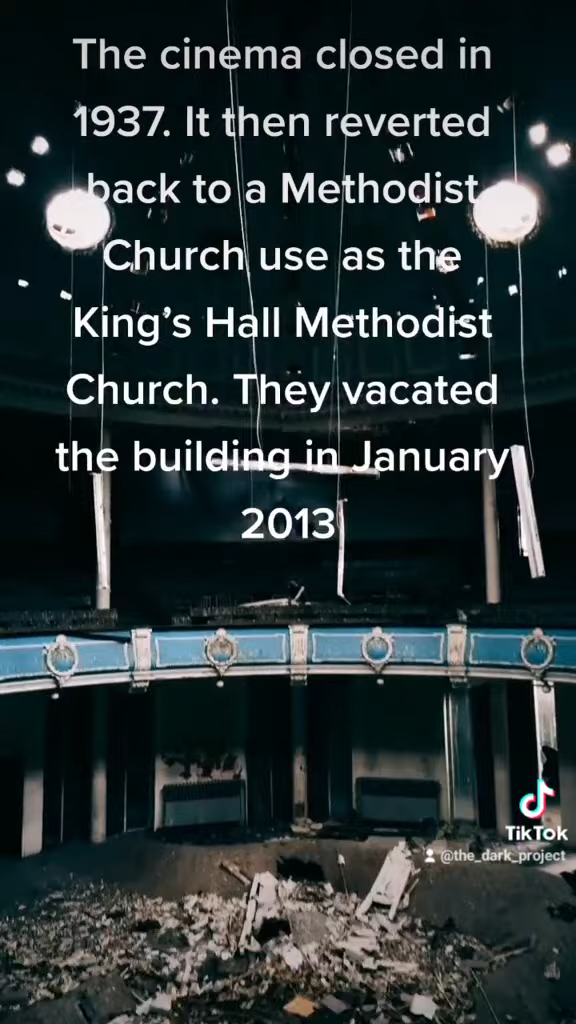 The cinema closed in
1937. It then reverted
back to a Methodist
Church use as the
King's Hall Methodist
Church. They vacated
the building in January
2013
TikTok
@the_dark_project